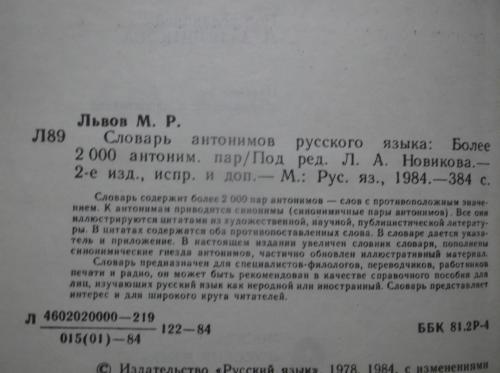 Львов М. Р.
Л89
Словарь антонимов русского языка: Более
2 000 антоним. пар/Под ред. Л. А. Новикова.—
2-е изд., испр. и доп.— М.: Рус. яз., 1984.—384 с.
Словарь содержит более 2 000 пар антонимов — слов с противоположным значе-
нием. К антонимам приводятся синонимы (синонимичные пары антонимов). Все они
иллюстрируются цитатами из художественной, научной, публицистической литерату-
ры. В цитатах содержатся оба противопоставленных слова. В словаре дается указа-
тель и приложение. В настоящем издании увеличен словник словаря, пополнены
синонимические гнезда антонимов, частично обновлен иллюстративный материал.
Словарь предназначен для специалистов-филологов, переводчиков, работников
печати и радио, он может быть рекомендован в качестве справочного пособия для
лиц, изучающих русский язык как неродной или иностранный. Словарь представляет
интерес и для широкого круга читателей.
Л 4602020000—219
015(01)—84
122—84
ББК 81.2Р-4
© Издательство «Русский язык», 1978, 1984, с изменениями